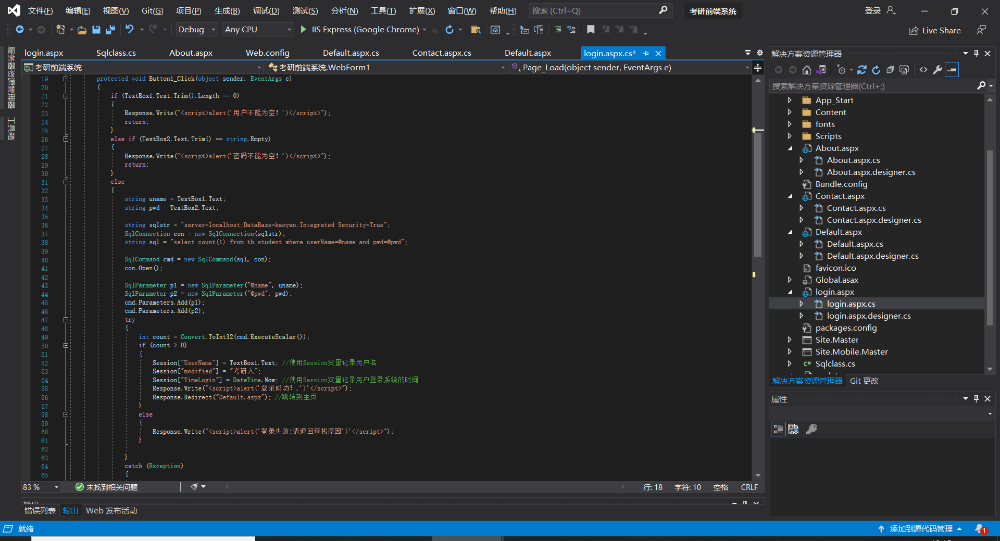 文件(F) 编辑(E) 视图(V) Git(G) 项目(P) 生成(B) 调试(D) 测试(S) 分析(N) 工具(T) 扩展(X) 窗口(W) 帮助(H) 搜索 (Ctrl+Q) 考研前端系统 登录
Debug Any CPU IIS Express (Google Chrome) Live Share
服务器资源管理器
工具箱
login.aspx Sqlclass.cs About.aspx Web.config Default.aspx.cs Contact.aspx.cs Default.aspx login.aspx.cs*
考研前端系统 考研前端系统.WebForm1 Page_Load(object sender, EventArgs e)
19 protected void Button1_Click(object sender, EventArgs e)
20 {
21 if (TextBox1.Text.Trim().Length == 0)
22 {
23 Response.Write("<script>alert('用户不能为空！')</script>");
24 return;
25 }
26 else if (TextBox2.Text.Trim() == string.Empty)
27 {
28 Response.Write("<script>alert('密码不能为空！')</script>");
29 return;
30 }
31 else
32 {
33 string uname = TextBox1.Text;
34 string pwd = TextBox2.Text;
35
36 string sqlstr = "server=localhost;DataBase=kaoyan;Integrated Security=True";
37 SqlConnection con = new SqlConnection(sqlstr);
38 string sql = "select count(1) from tb_student where userName=@name and pwd=@pwd";
39
40 SqlCommand cmd = new SqlCommand(sql, con);
41 con.Open();
42
43 SqlParameter p1 = new SqlParameter("@name", uname);
44 SqlParameter p2 = new SqlParameter("@pwd", pwd);
45 cmd.Parameters.Add(p1);
46 cmd.Parameters.Add(p2);
47 try
48 {
49 int count = Convert.ToInt32(cmd.ExecuteScalar());
50 if (count > 0)
51 {
52 Session["UserName"] = TextBox1.Text; //使用Session变量记录用户名
53 Session["modified"] = "考研人";
54 Session["TimeLogin"] = DateTime.Now; //使用Session变量记录用户登录系统的时间
55 Response.Write("<script>alert('登录成功！,')'</script>");
56 Response.Redirect("Default.aspx"); //跳转到主页
57 }
58 else
59 {
60 Response.Write("<script>alert('登录失败!请返回查找原因')'</script>");
61 }
62
63 }
64 catch (Exception)
65 {
83 % 未找到相关问题 行: 18 字符: 10 空格 CRLF
输出
错误列表 输出 Web 发布活动
解决方案资源管理器
搜索解决方案资源管理器(Ctrl+;)
App_Start
Content
fonts
Scripts
About.aspx
About.aspx.cs
About.aspx.designer.cs
Bundle.config
Contact.aspx
Contact.aspx.cs
Contact.aspx.designer.cs
Default.aspx
Default.aspx.cs
Default.aspx.designer.cs
favicon.ico
Global.asax
login.aspx
login.aspx.cs
login.aspx.designer.cs
packages.config
Site.Master
Site.Mobile.Master
Sqlclass.cs
解决方案资源管理器 Git 更改
属性
就绪 添加到源代码管理 1